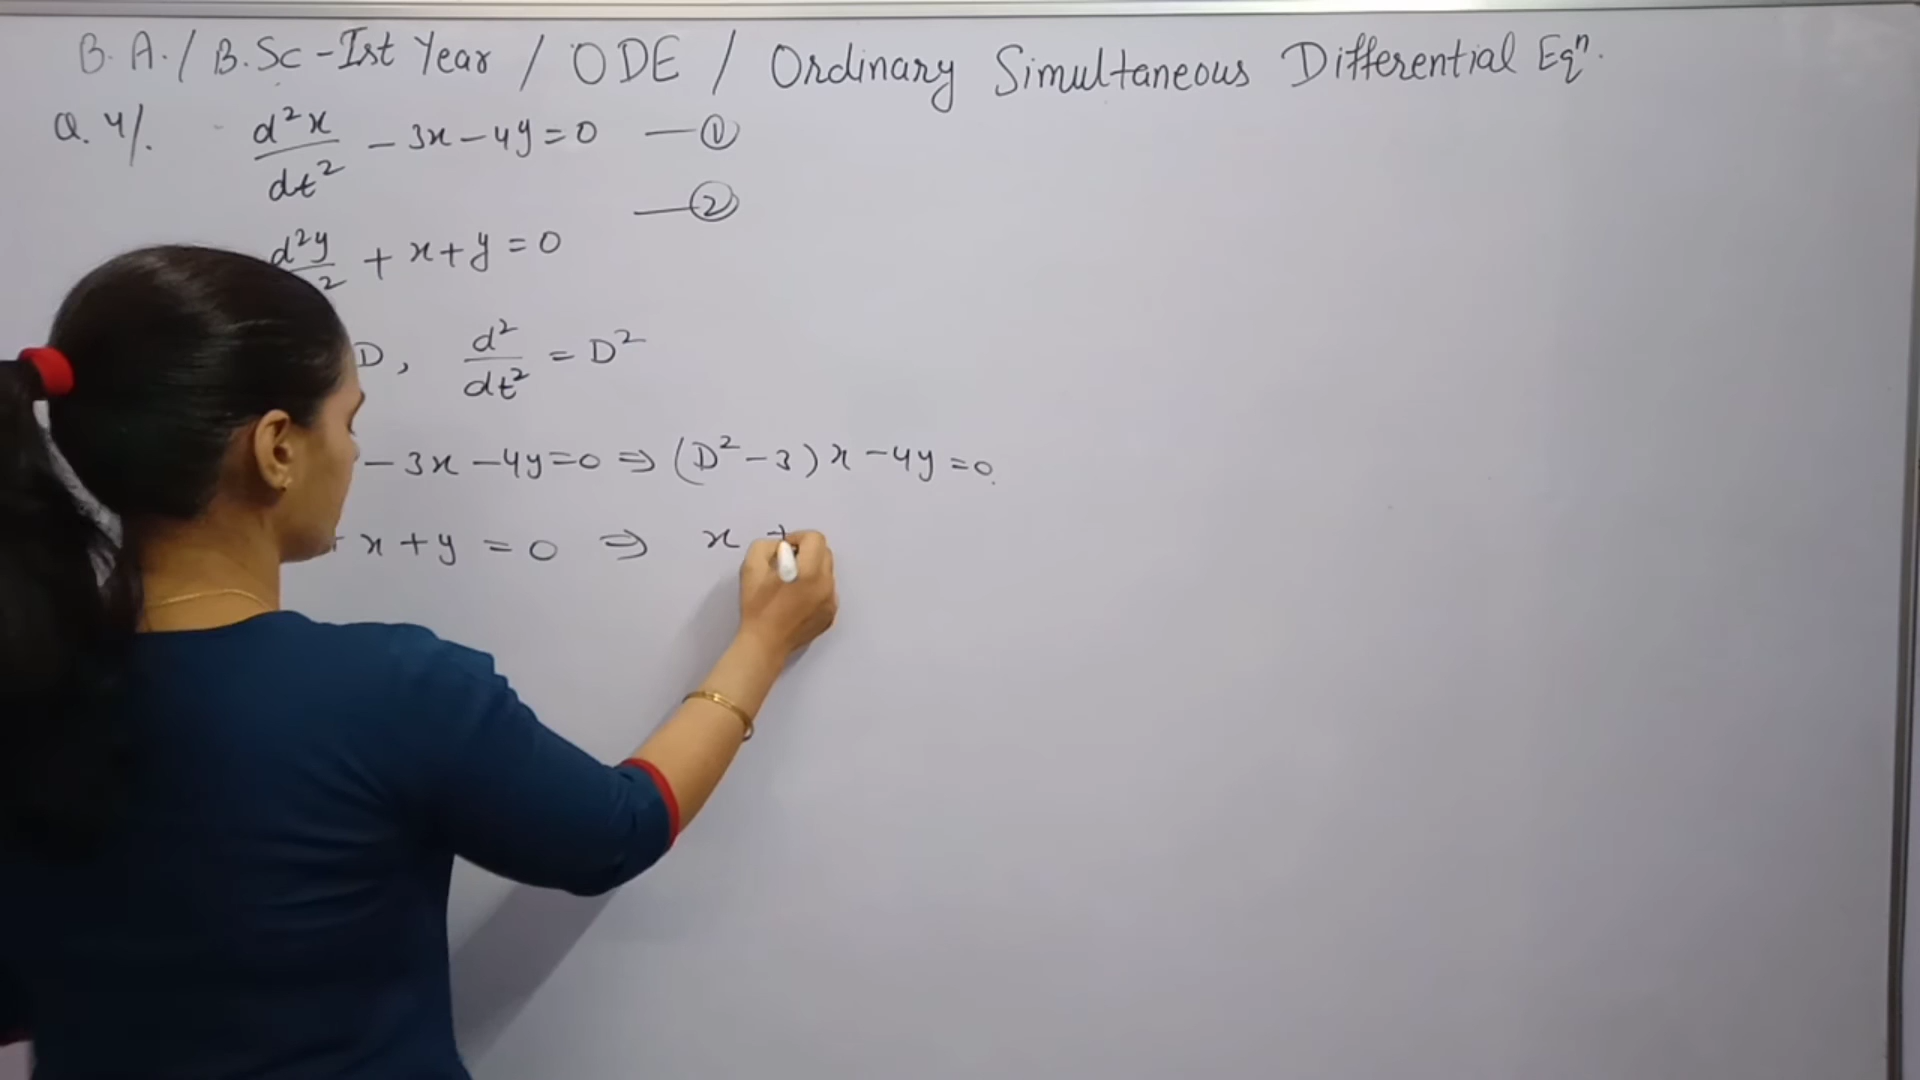 B.A./B.Sc-Ist Year / ODE / Ordinary Simultaneous Differential Eqⁿ.
Q.4/. d²x/dt² - 3x - 4y = 0 — ①
— ②
d²y/ ² + x + y = 0
D, d²/dt² = D²
- 3x - 4y = 0 ⇒ (D² - 3)x - 4y = 0.
+ x + y = 0 ⇒ x +